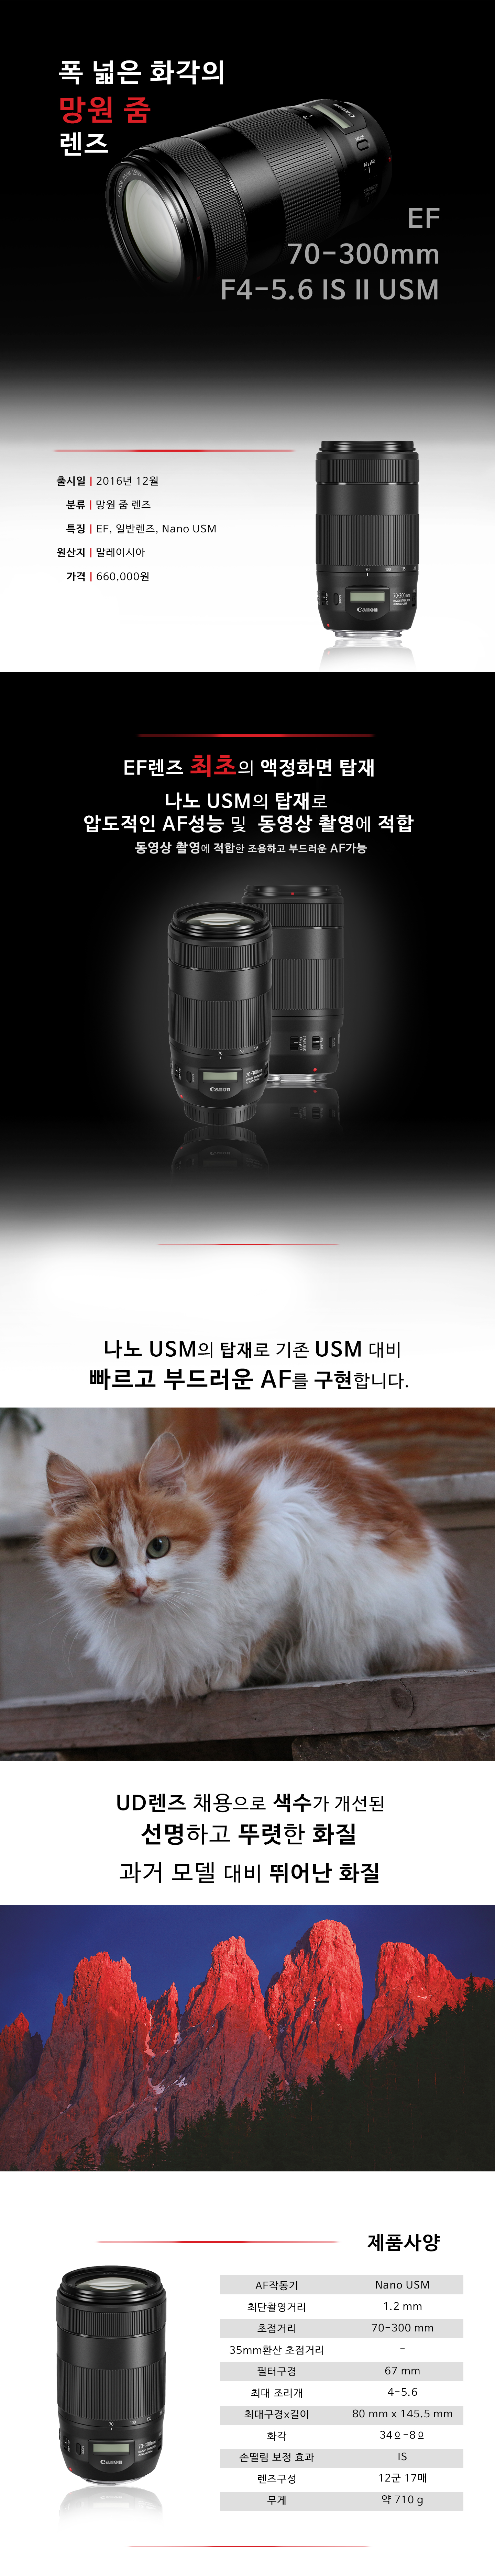 폭 넓은 화각의
망원 줌
렌즈
EF
70-300mm
F4-5.6 IS II USM
출시일 | 2016년 12월
분류 | 망원 줌 렌즈
특징 | EF, 일반렌즈, Nano USM
원산지 | 말레이시아
가격 | 660,000원
Canon
EF렌즈 최초의 액정화면 탑재
나노 USM의 탑재로
압도적인 AF성능 및 동영상 촬영에 적합
동영상 촬영에 적합한 조용하고 부드러운 AF가능
Canon
나노 USM의 탑재로 기존 USM 대비
빠르고 부드러운 AF를 구현합니다.
UD렌즈 채용으로 색수가 개선된
선명하고 뚜렷한 화질
과거 모델 대비 뛰어난 화질
제품사양
AF작동기 Nano USM
최단촬영거리 1.2 mm
초점거리 70-300 mm
35mm환산 초점거리 -
필터구경 67 mm
최대 조리개 4-5.6
최대구경x길이 80 mm x 145.5 mm
화각 34º-8º
손떨림 보정 효과 IS
렌즈구성 12군 17매
무게 약 710 g
Canon